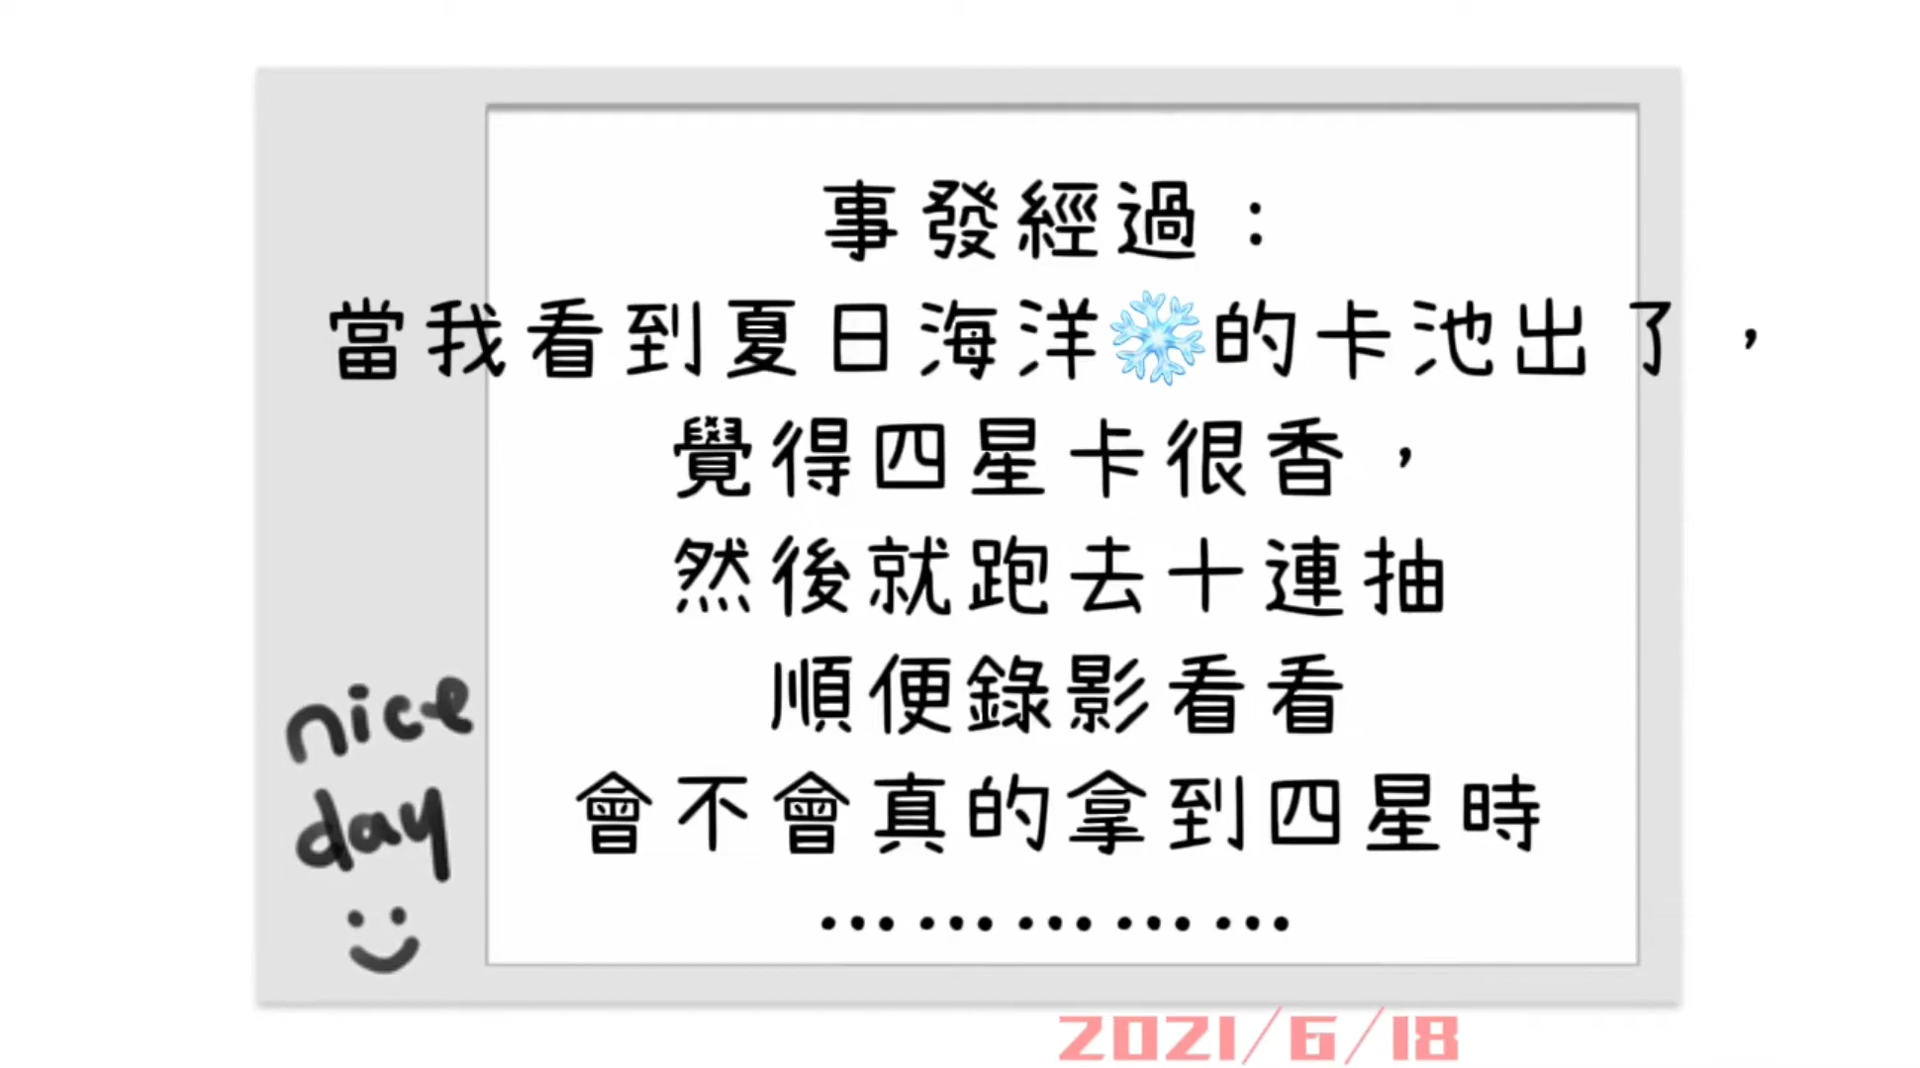 事發經過：
當我看到夏日海洋❄️的卡池出了，
覺得四星卡很香，
然後就跑去十連抽
順便錄影看看
會不會真的拿到四星時
……………
nice
day
2021/6/18